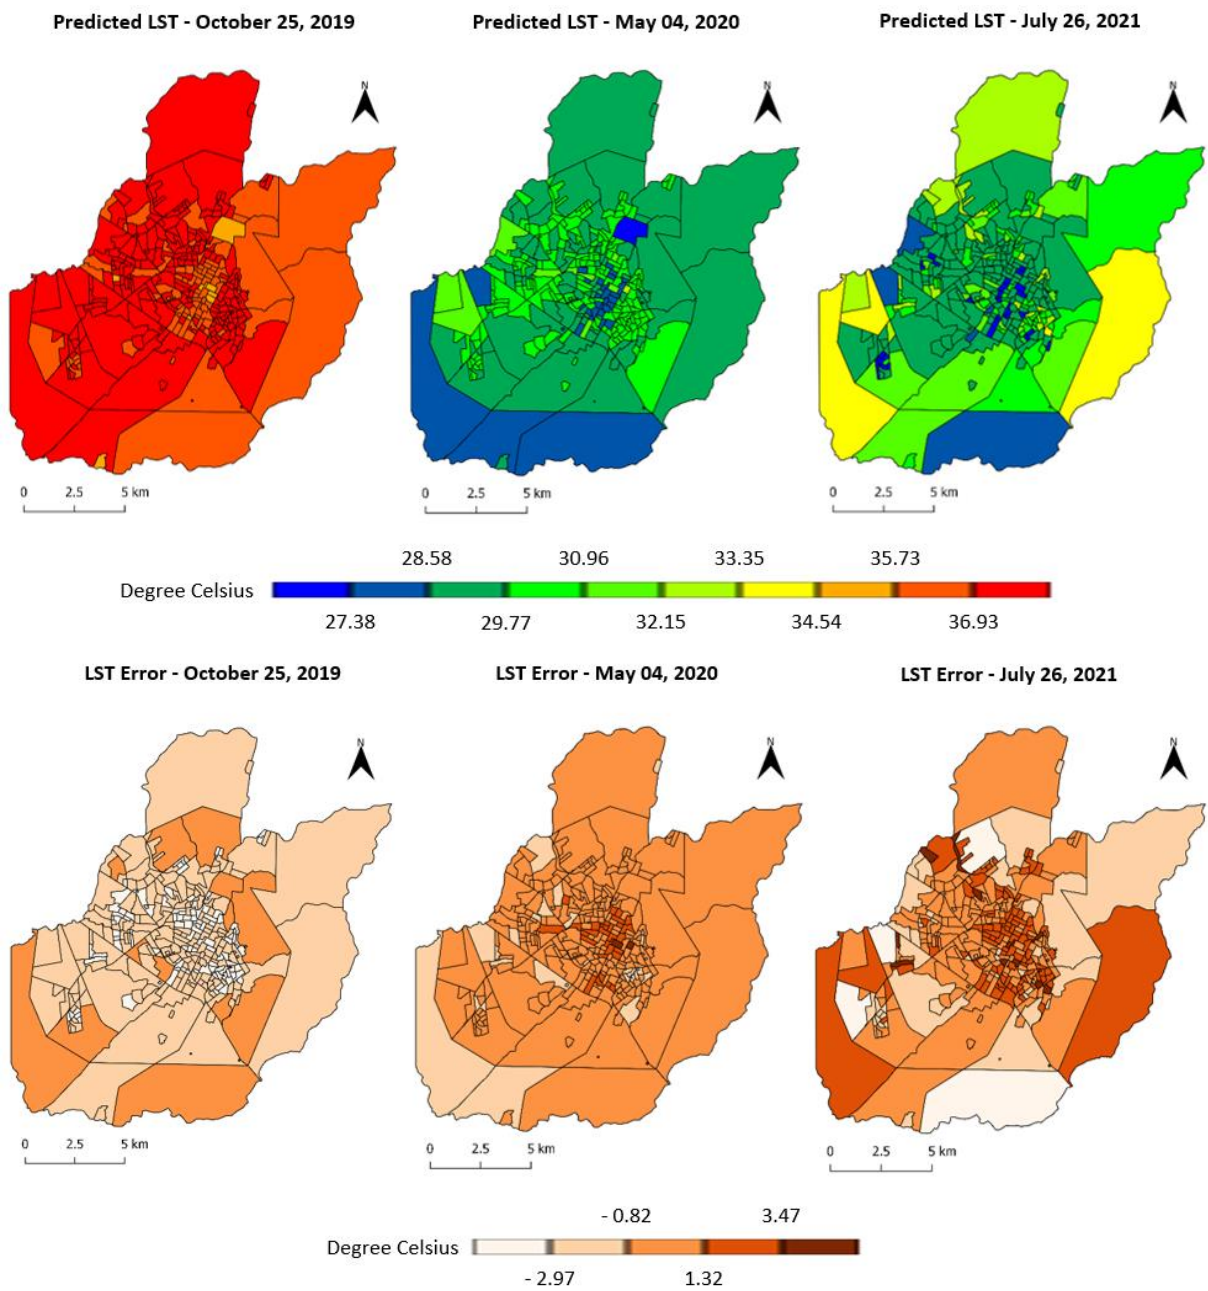 Predicted LST - October 25, 2019
Predicted LST - May 04, 2020
Predicted LST - July 26, 2021
N
N
N
0 2.5 5 km
0 2.5 5 km
0 2.5 5 km
28.58 30.96 33.35 35.73
Degree Celsius
27.38 29.77 32.15 34.54 36.93
LST Error - October 25, 2019
LST Error - May 04, 2020
LST Error - July 26, 2021
N
N
N
0 2.5 5 km
0 2.5 5 km
0 2.5 5 km
- 0.82 3.47
Degree Celsius
- 2.97 1.32